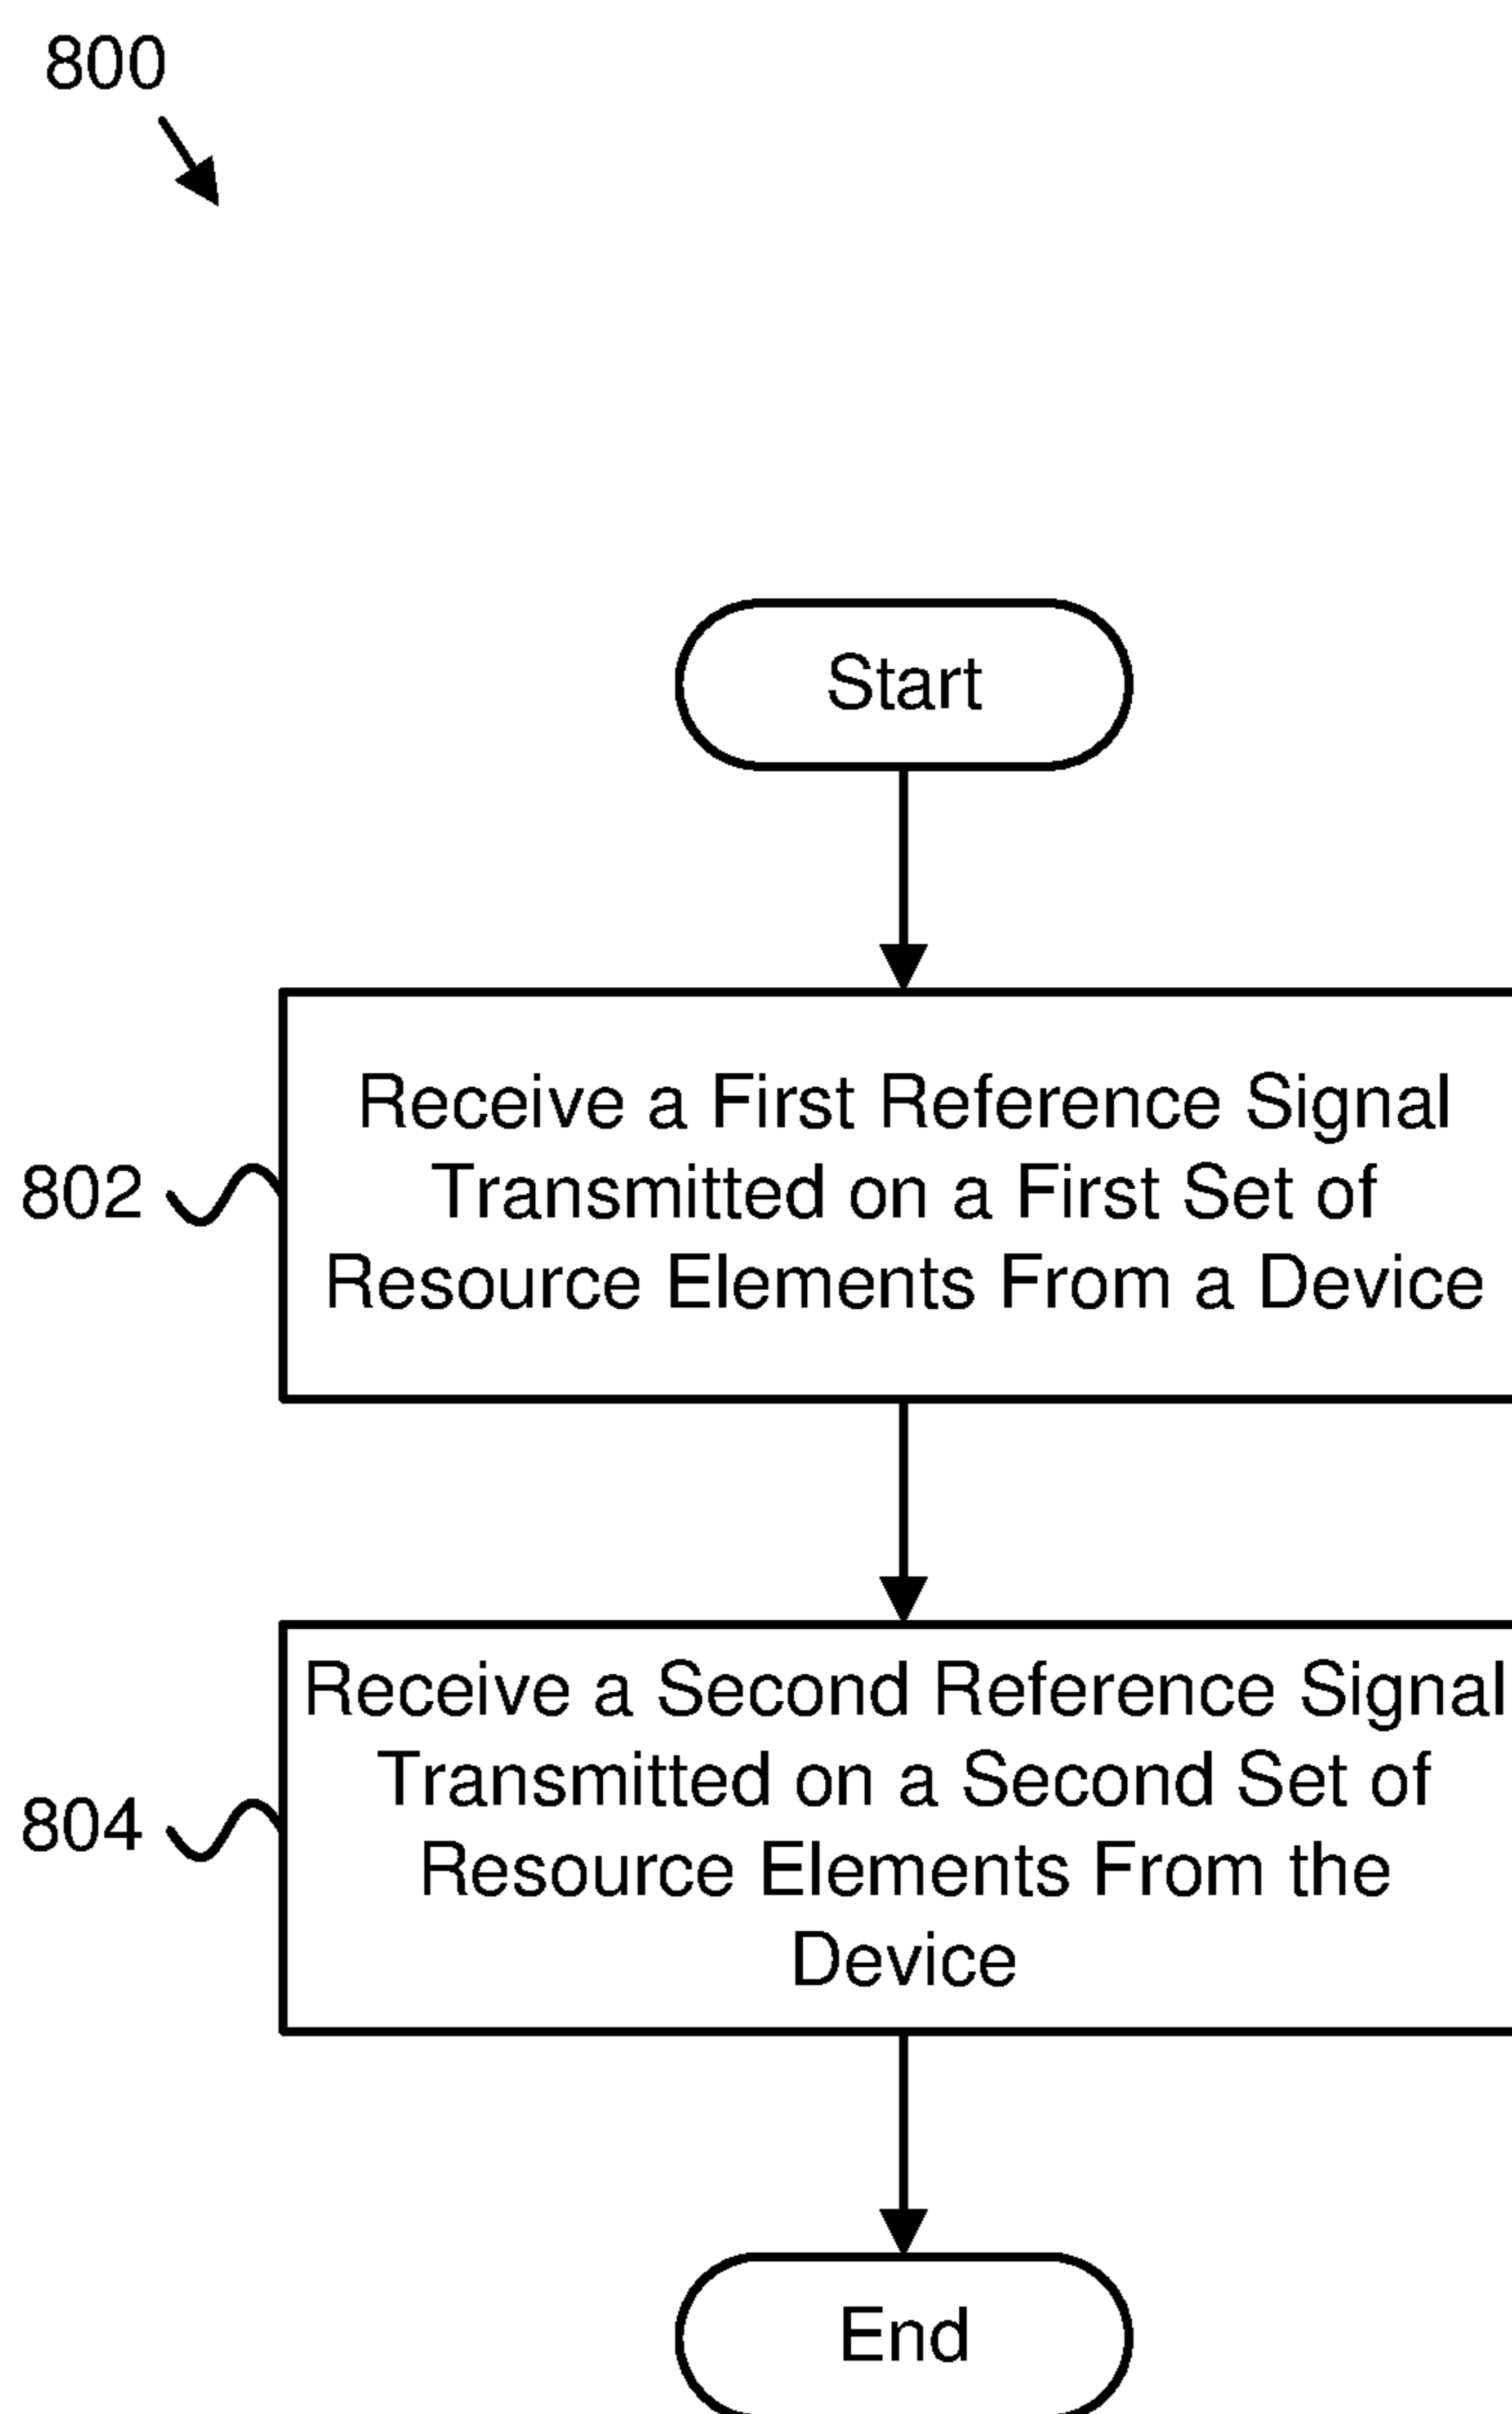 800
Start
802
Receive a First Reference Signal
Transmitted on a First Set of
Resource Elements From a Device
804
Receive a Second Reference Signal
Transmitted on a Second Set of
Resource Elements From the
Device
End